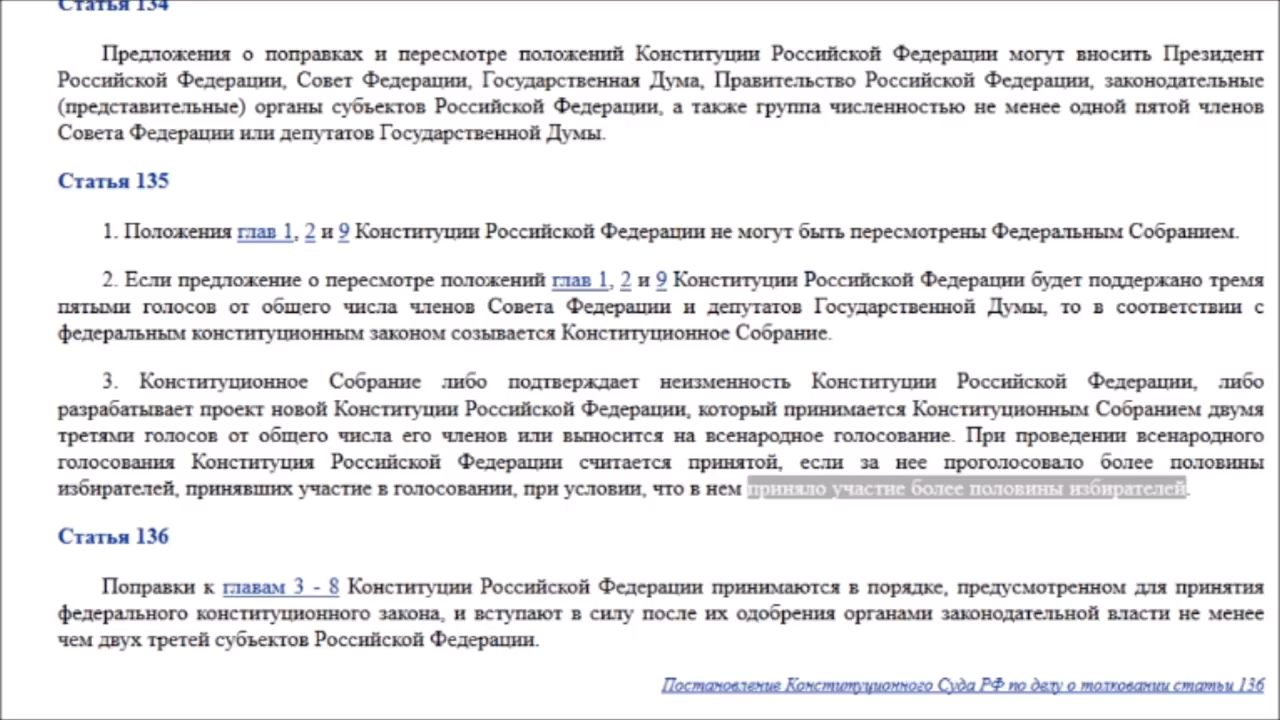 Статья 134
Предложения о поправках и пересмотре положений Конституции Российской Федерации могут вносить Президент
Российской Федерации, Совет Федерации, Государственная Дума, Правительство Российской Федерации, законодательные
(представительные) органы субъектов Российской Федерации, а также группа численностью не менее одной пятой членов
Совета Федерации или депутатов Государственной Думы.
Статья 135
1. Положения глав 1, 2 и 9 Конституции Российской Федерации не могут быть пересмотрены Федеральным Собранием.
2. Если предложение о пересмотре положений глав 1, 2 и 9 Конституции Российской Федерации будет поддержано тремя
пятыми голосов от общего числа членов Совета Федерации и депутатов Государственной Думы, то в соответствии с
федеральным конституционным законом созывается Конституционное Собрание.
3. Конституционное Собрание либо подтверждает неизменность Конституции Российской Федерации, либо
разрабатывает проект новой Конституции Российской Федерации, который принимается Конституционным Собранием двумя
третями голосов от общего числа его членов или выносится на всенародное голосование. При проведении всенародного
голосования Конституция Российской Федерации считается принятой, если за нее проголосовало более половины
избирателей, принявших участие в голосовании, при условии, что в нем приняло участие более половины избирателей.
Статья 136
Поправки к главам 3 - 8 Конституции Российской Федерации принимаются в порядке, предусмотренном для принятия
федерального конституционного закона, и вступают в силу после их одобрения органами законодательной власти не менее
чем двух третей субъектов Российской Федерации.
Постановление Конституционного Суда РФ по делу о толковании статьи 136